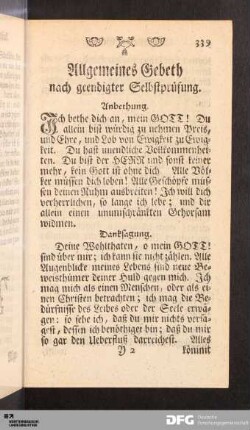 339
Allgemeines Gebeth
nach geendigter Selbstprüfung.
Anbethung.
Ich bethe dich an, mein GOTT! Du
allein bist würdig zu nehmen Preis,
und Ehre, und Lob von Ewigkeit zu Ewig-
keit. Du hast unendliche Vollkommenhei-
ten. Du bist der HERR und sonst keiner
mehr, kein Gott ist ohne dich. Alle Völ-
ker müssen dich loben! Alle Geschöpfe müs-
sen deinen Ruhm ausbreiten! Ich will dich
verherrlichen, so lange ich lebe; und dir
allein einen unumschränkten Gehorsam
widmen.
Danksagung.
Deine Wohlthaten, o mein GOTT!
sind über mir; ich kann sie nicht zählen. Alle
Augenblicke meines Lebens sind neue Be-
weisthümer deiner Huld gegen mich. Ich
mag mich als einen Menschen, oder als ei-
nen Christen betrachten; ich mag die Be-
dürfnisse des Leibes oder der Seele erwä-
gen: so sehe ich, daß du mir nichts versa-
gest, dessen ich benöthiget bin; daß du mir
so gar den Ueberfluß darreichest. Alles
Y 2 kömmt
DFG